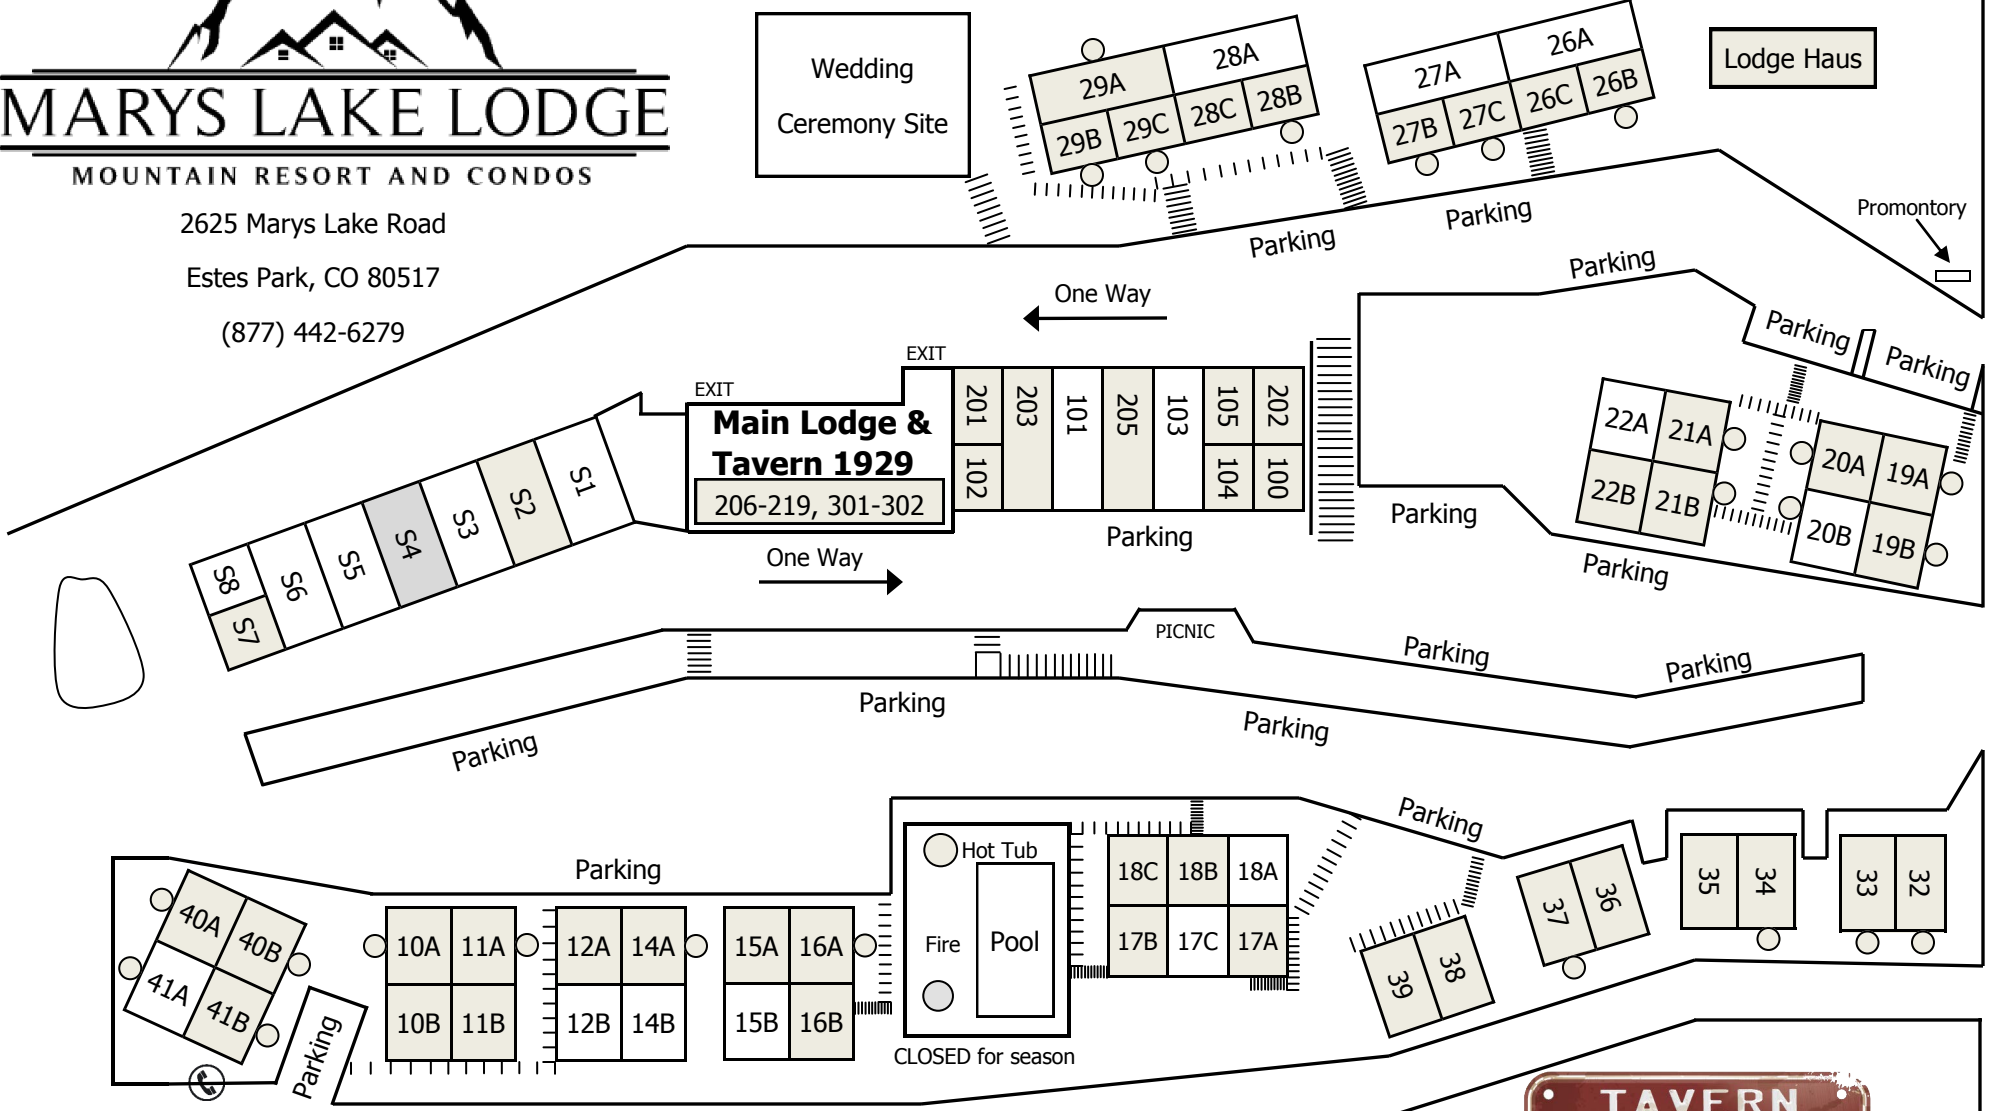 MARYS LAKE LODGE
MOUNTAIN RESORT AND CONDOS
2625 Marys Lake Road
Estes Park, CO 80517
(877) 442-6279
Wedding
Ceremony Site
29A
28A
29B
29C
28C
28B
27A
26A
27B
27C
26C
26B
Lodge Haus
Promontory
Parking
Parking
Parking
Parking
Parking
One Way
EXIT
EXIT
Main Lodge &
Tavern 1929
206-219, 301-302
201
203
101
205
103
105
202
102
104
100
Parking
Parking
22A
21A
22B
21B
20A
19A
20B
19B
Parking
S1
S2
S3
S4
S5
S6
S8
S7
One Way
PICNIC
Parking
Parking
Parking
Parking
Parking
Parking
Parking
Hot Tub
Fire
Pool
CLOSED for season
18C
18B
18A
17B
17C
17A
40A
40B
41A
41B
Parking
10A
11A
10B
11B
12A
14A
12B
14B
15A
16A
15B
16B
39
38
37
36
35
34
33
32
TAVERN